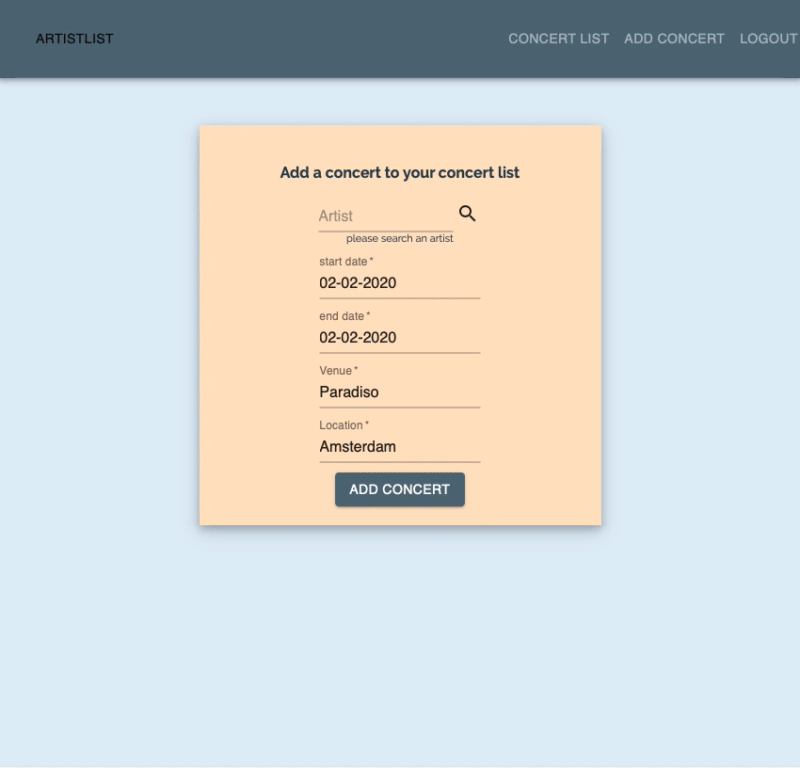 ARTISTLIST CONCERT LIST ADD CONCERT LOGOUT
Add a concert to your concert list
Artist
please search an artist
start date *
02-02-2020
end date *
02-02-2020
Venue *
Paradiso
Location *
Amsterdam
ADD CONCERT